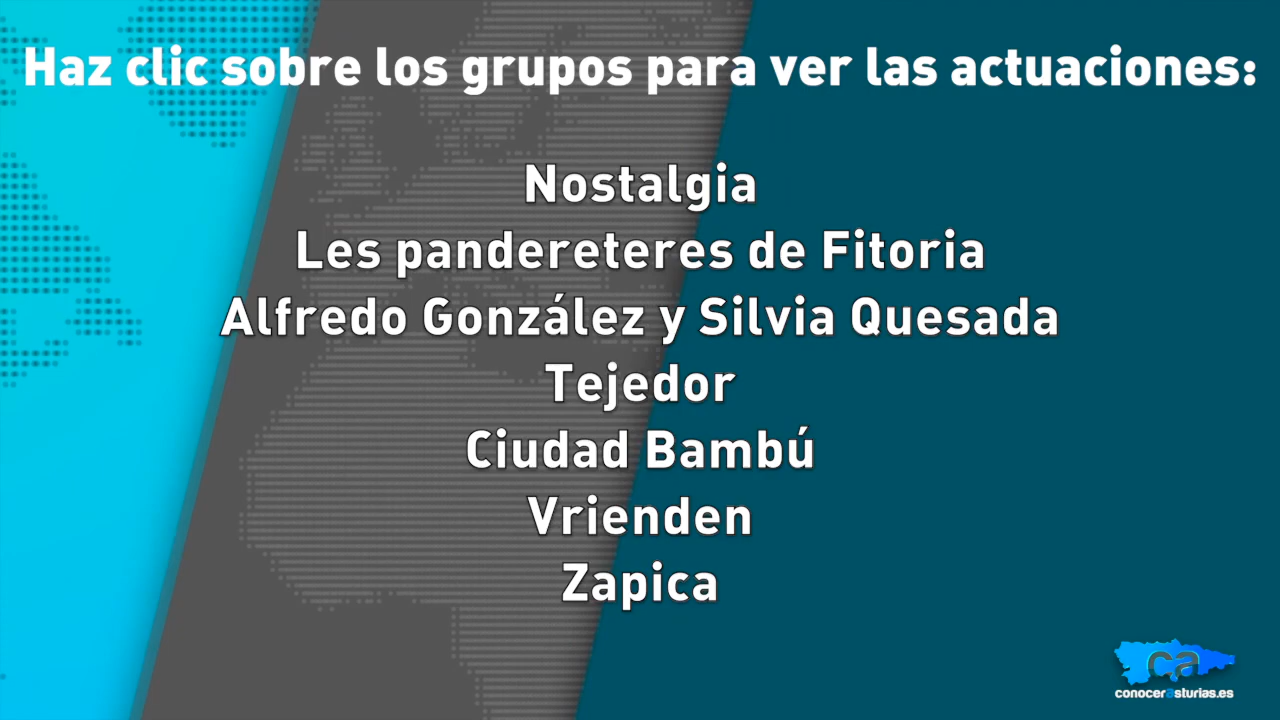 Haz clic sobre los grupos para ver las actuaciones:
Nostalgia
Les pandereteres de Fitoria
Alfredo González y Silvia Quesada
Tejedor
Ciudad Bambú
Vrienden
Zapica
ca
conocerasturias.es